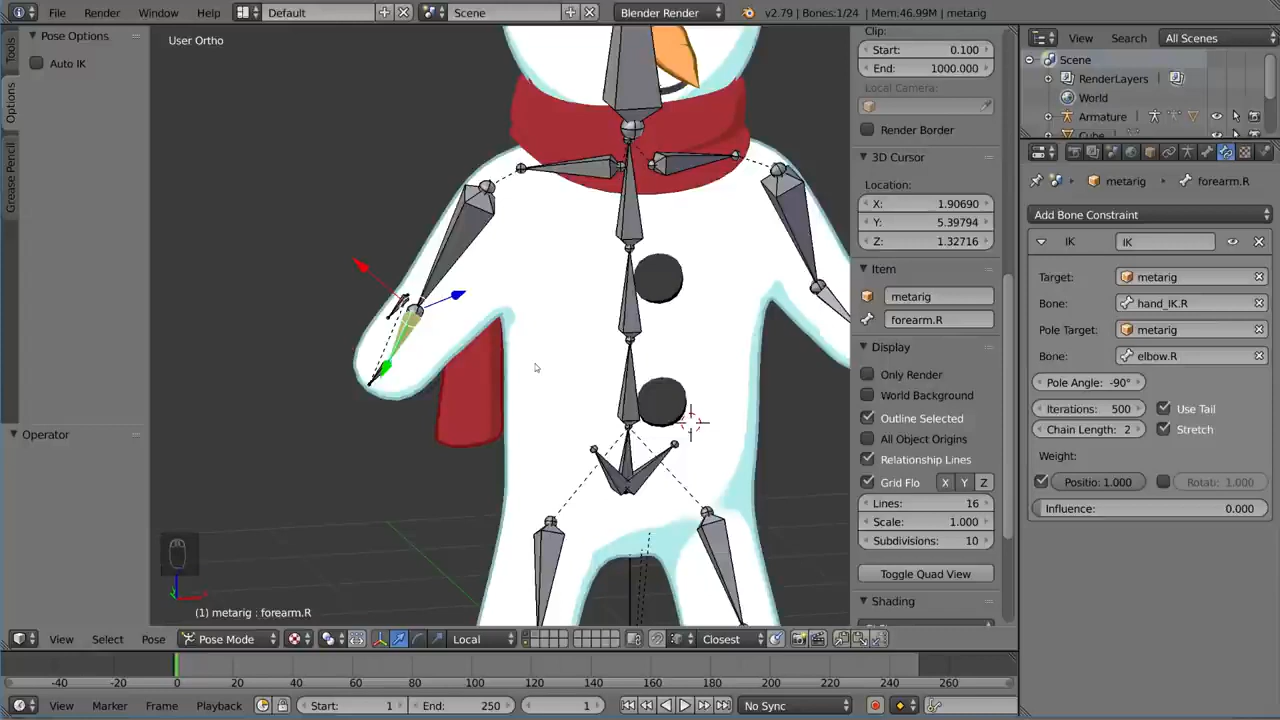 File Render Window Help Default Scene Blender Render v2.79 | Bones:1/24 | Mem:46.99M | metarig
Tools
Options
Grease Pencil
Pose Options
Auto IK
Operator
User Ortho
(1) metarig : forearm.R
Clip:
Start: 0.100
End: 1000.000
Local Camera:
Render Border
3D Cursor
Location:
X: 1.90690
Y: 5.39794
Z: 1.32716
Item
metarig
forearm.R
Display
Only Render
World Background
Outline Selected
All Object Origins
Relationship Lines
Grid Flo X Y Z
Lines: 16
Scale: 1.000
Subdivisions: 10
Toggle Quad View
Shading
View Search All Scenes
Scene
RenderLayers
World
Armature
Cube
metarig forearm.R
Add Bone Constraint
IK IK
Target: metarig
Bone: hand_IK.R
Pole Target: metarig
Bone: elbow.R
Pole Angle: -90°
Iterations: 500 Use Tail
Chain Length: 2 Stretch
Weight:
Positio: 1.000 Rotati: 1.000
Influence: 0.000
View Select Pose Pose Mode Local Closest
-40 -20 0 20 40 60 80 100 120 140 160 180 200 220 240 260
View Marker Frame Playback Start: 1 End: 250 1 No Sync